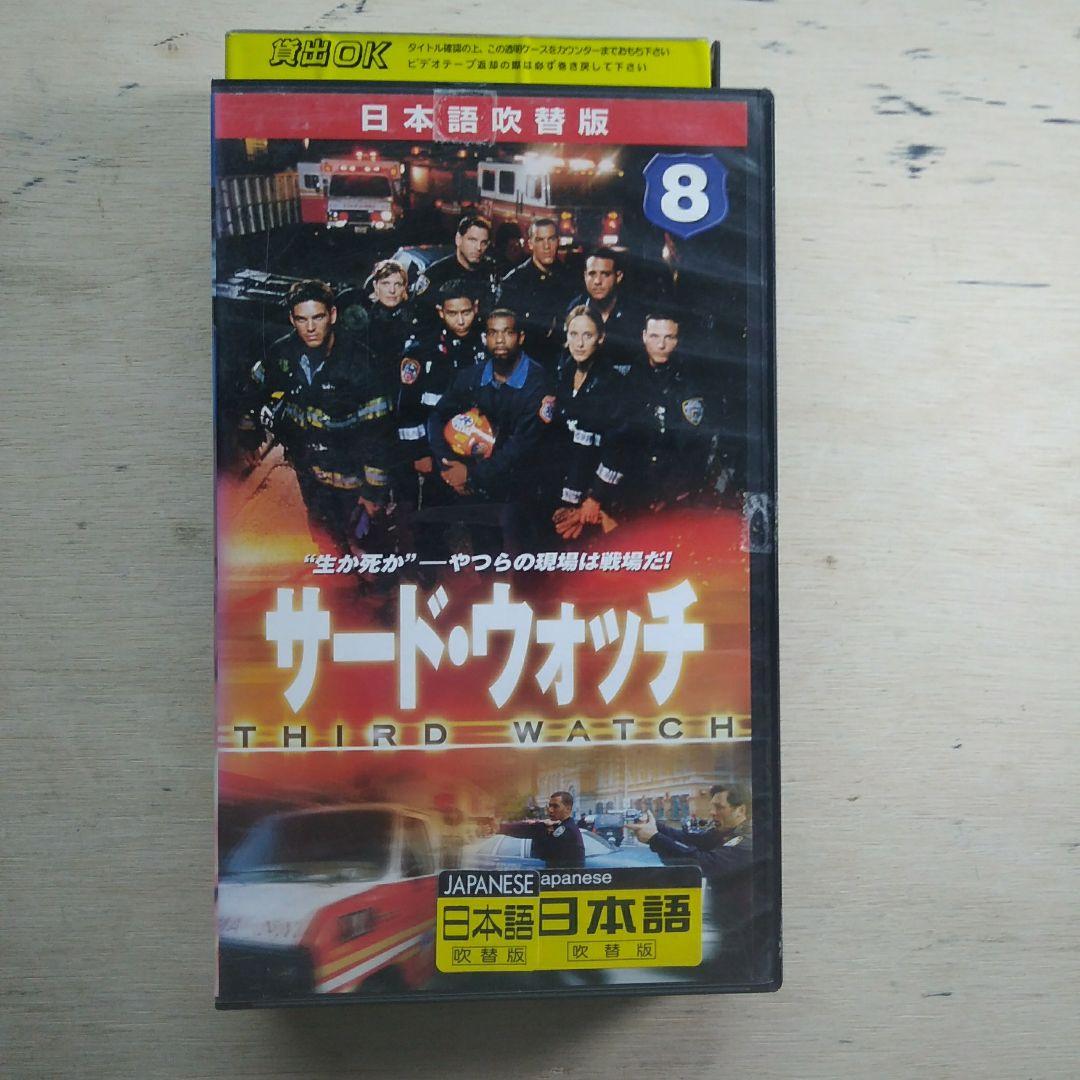 貸出OK
タイトル確認の上、この透明ケースをカウンターまでおもち下さい
ビデオテープ返却の際は必ず巻き戻して下さい
日本語吹替版
8
“生か死か”―やつらの現場は戦場だ!
サード・ウォッチ
THIRD WATCH
JAPANESE
日本語
吹替版
apanese
日本語
吹替版